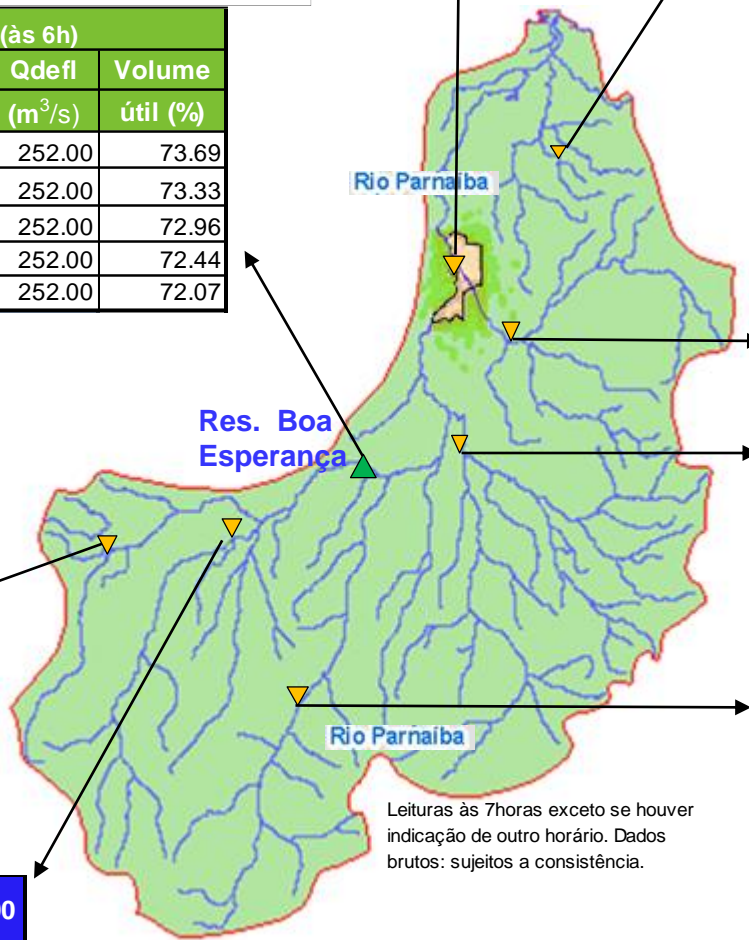 (às 6h)
Qdefl Volume
(m³/s) útil (%)
252.00 73.69
252.00 73.33
252.00 72.96
252.00 72.44
252.00 72.07
Rio Parnaíba
Res. Boa
Esperança
Rio Parnaíba
Leituras às 7horas exceto se houver
indicação de outro horário. Dados
brutos: sujeitos a consistência.